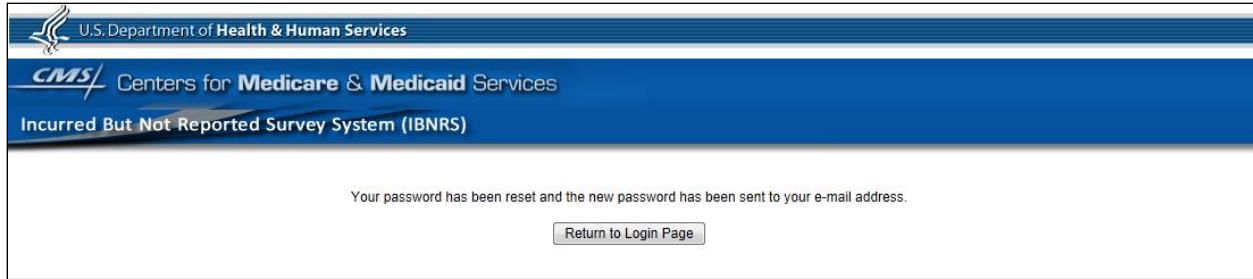 U.S. Department of Health & Human Services
CMS Centers for Medicare & Medicaid Services
Incurred But Not Reported Survey System (IBNRS)
Your password has been reset and the new password has been sent to your e-mail address.
Return to Login Page